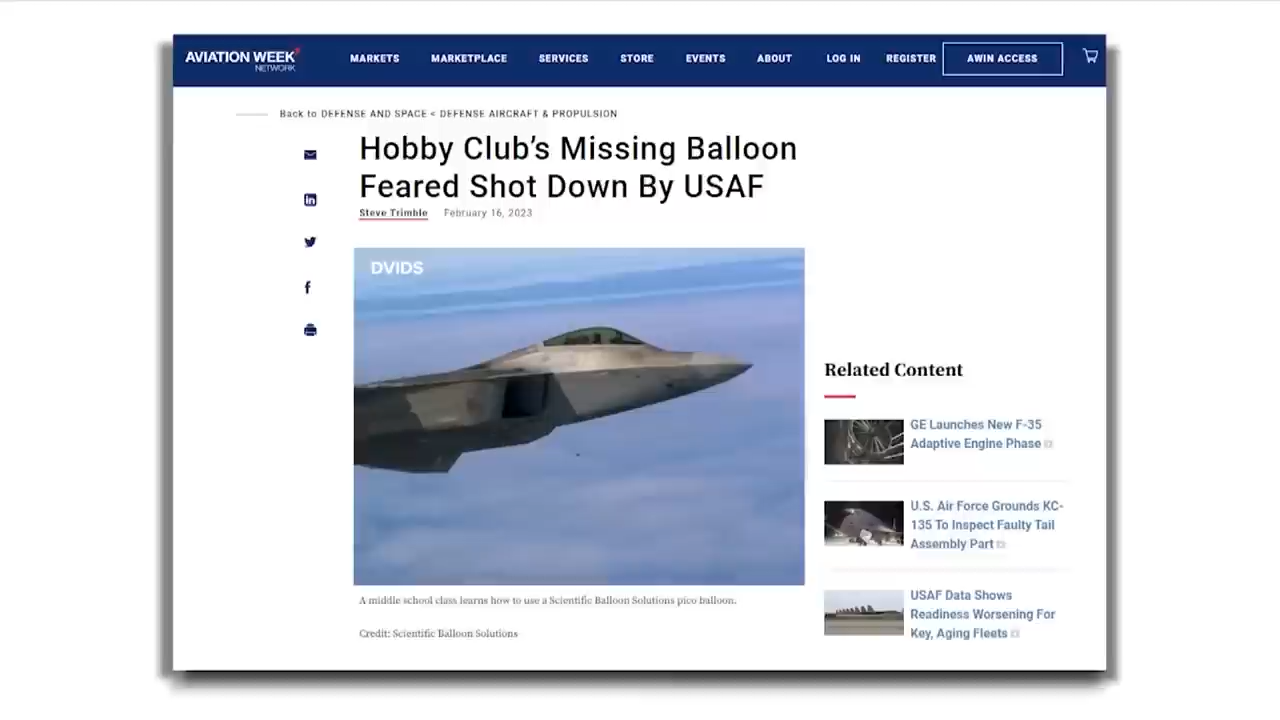 AVIATION WEEK
NETWORK
MARKETS MARKETPLACE SERVICES STORE EVENTS ABOUT LOG IN REGISTER AWIN ACCESS
Back to DEFENSE AND SPACE < DEFENSE AIRCRAFT & PROPULSION
Hobby Club's Missing Balloon
Feared Shot Down By USAF
Steve Trimble February 16, 2023
DVIDS
A middle school class learns how to use a Scientific Balloon Solutions pico balloon.
Credit: Scientific Balloon Solutions
Related Content
GE Launches New F-35
Adaptive Engine Phase
U.S. Air Force Grounds KC-
135 To Inspect Faulty Tail
Assembly Part
USAF Data Shows
Readiness Worsening For
Key, Aging Fleets